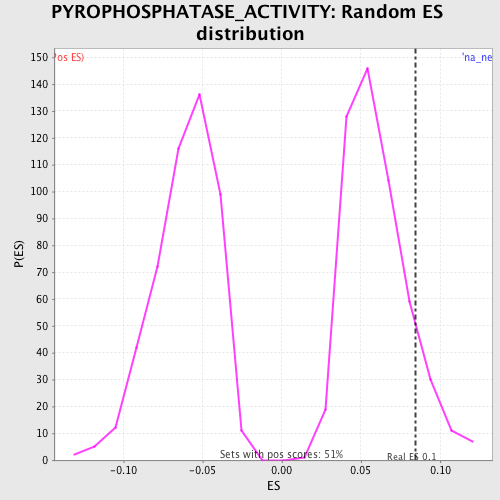 PYROPHOSPHATASE_ACTIVITY: Random ES
distribution
'os ES)
'na_ne
150
140
130
120
110
100
90
80
70
60
50
40
30
20
10
0
P(ES)
Sets with pos scores: 51%
Real ES 0.1
-0.10
-0.05
0.00
0.05
0.10
ES